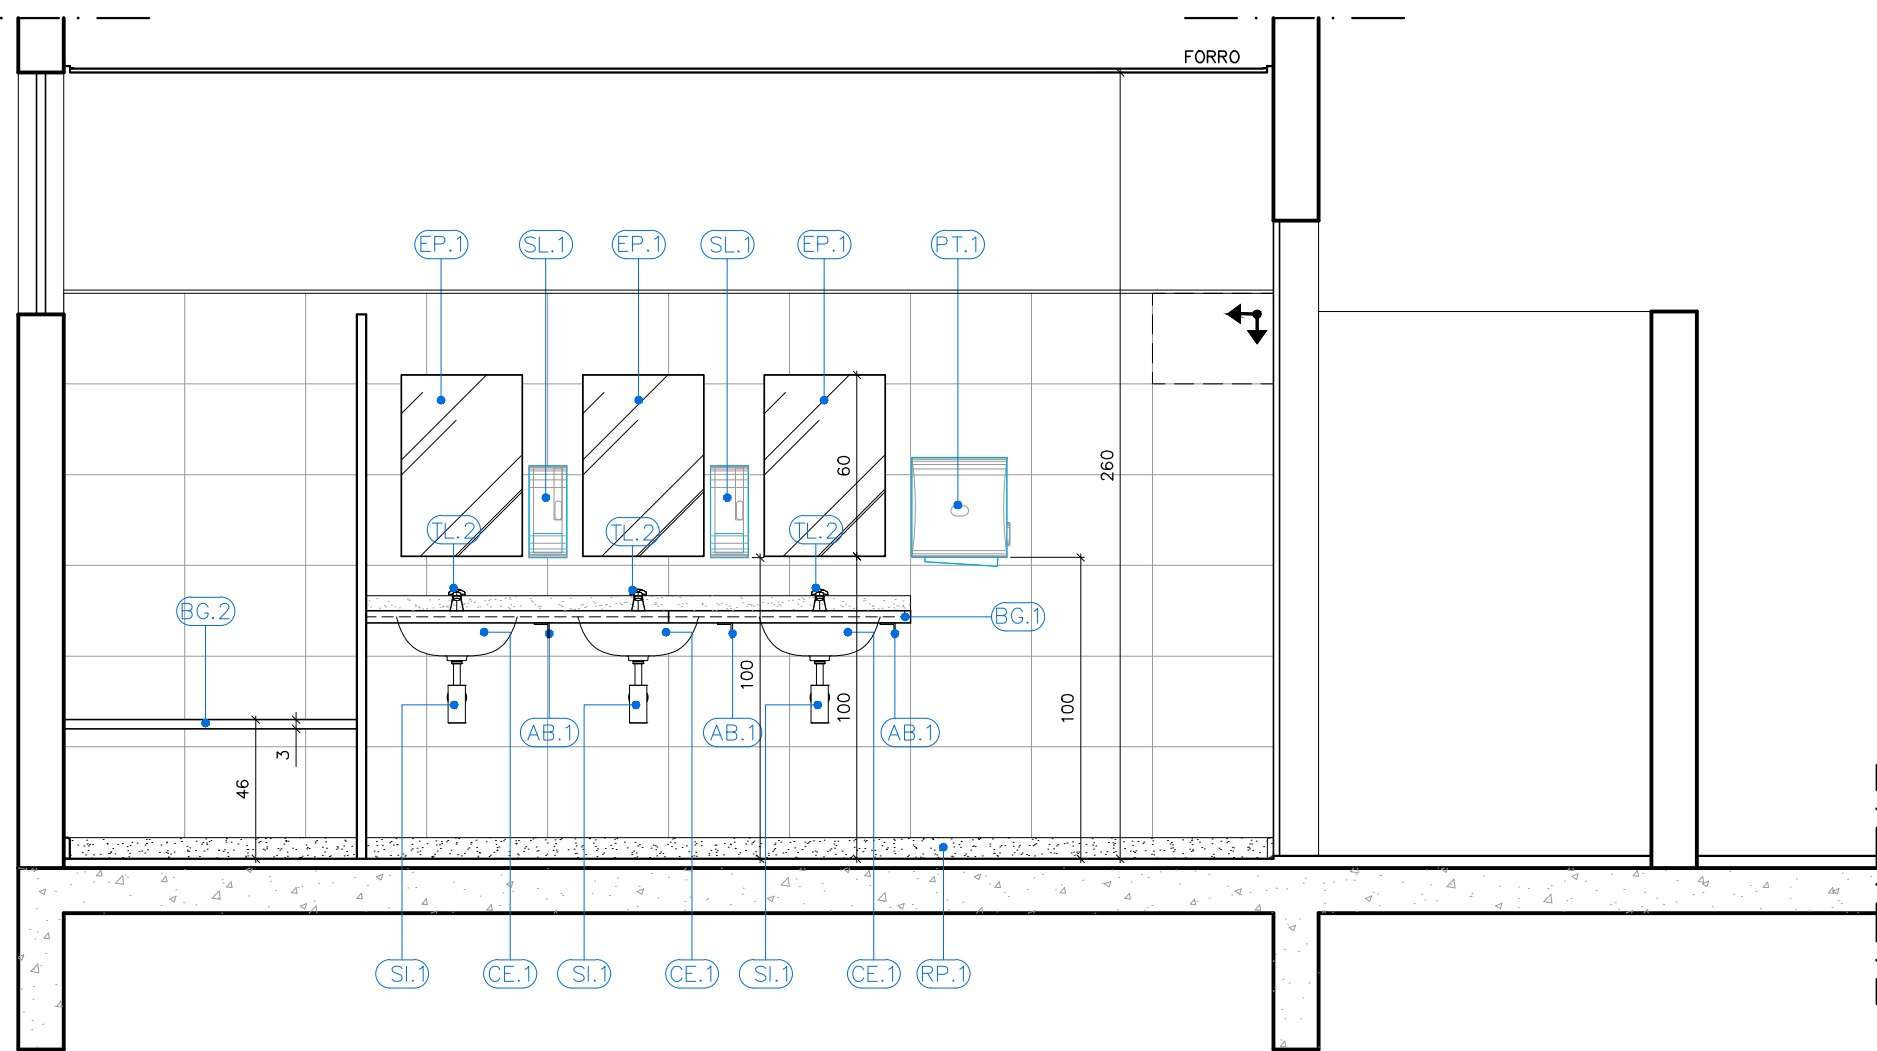 FORRO
EP.1
SL.1
EP.1
SL.1
EP.1
PT.1
60
260
TL.2
TL.2
TL.2
BG.2
BG.1
100
100
100
AB.1
AB.1
AB.1
3
46
SI.1
CE.1
SI.1
CE.1
SI.1
CE.1
RP.1